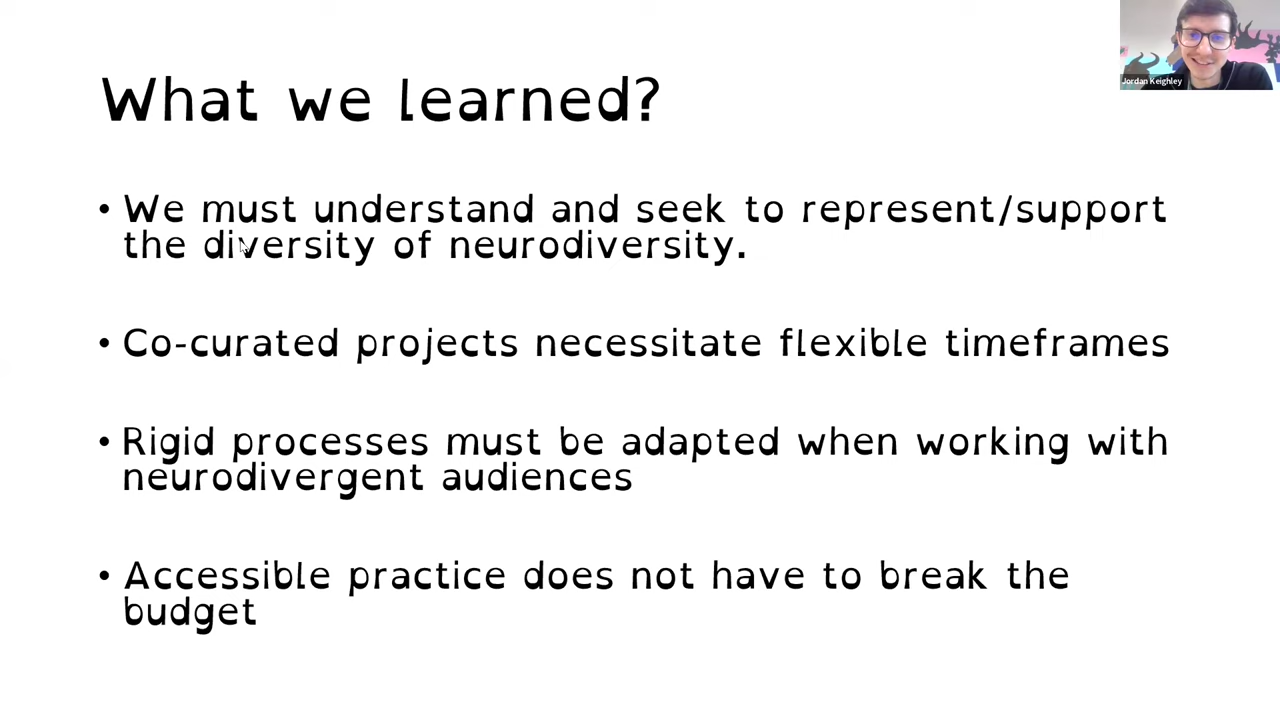 Jordan Keighley
What we learned?
• We must understand and seek to represent/support
the diversity of neurodiversity.
• Co-curated projects necessitate flexible timeframes
• Rigid processes must be adapted when working with
neurodivergent audiences
• Accessible practice does not have to break the
budget